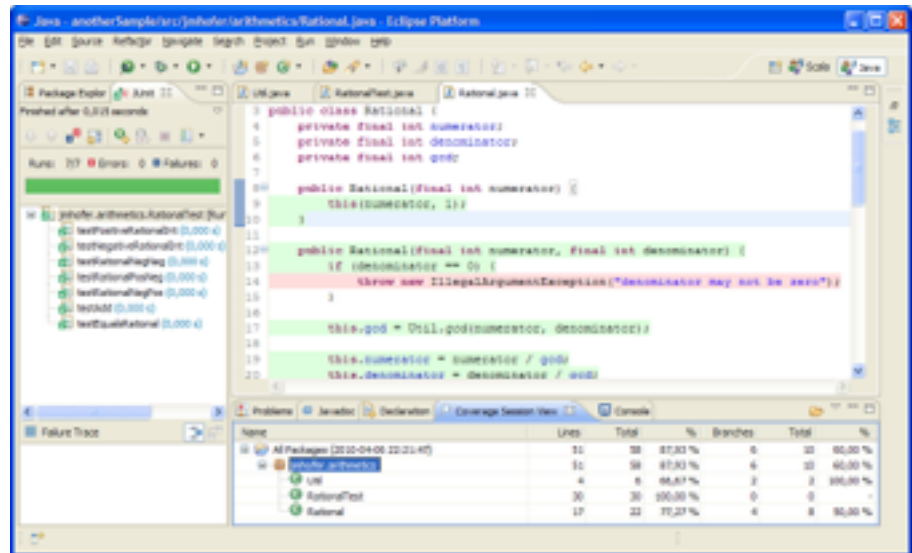 Java - anotherSample/src/jmhofer/arithmetics/Rational.java - Eclipse Platform
File Edit Source Refactor Navigate Search Project Run Window Help
Scala Java
Package Explor JUnit
Util.java RationalTest.java Rational.java
Finished after 0,015 seconds
Runs: 7/7 Errors: 0 Failures: 0
jmhofer.arithmetics.RationalTest [Run
testPositiveRationalInt (0,000 s)
testNegativeRationalInt (0,000 s)
testRationalNegNeg (0,000 s)
testRationalPosNeg (0,000 s)
testRationalNegPos (0,000 s)
testAdd (0,000 s)
testEqualsRational (0,000 s)
3 public class Rational {
4 private final int numerator;
5 private final int denominator;
6 private final int gcd;
7
8 public Rational(final int numerator) {
9 this(numerator, 1);
10 }
11
12 public Rational(final int numerator, final int denominator) {
13 if (denominator == 0) {
14 throw new IllegalArgumentException("denominator may not be zero");
15 }
16
17 this.gcd = Util.gcd(numerator, denominator);
18
19 this.numerator = numerator / gcd;
20 this.denominator = denominator / gcd;
Failure Trace
Problems Javadoc Declaration Coverage Session View Console
Name Lines Total % Branches Total %
All Packages (2010-04-06 22:21:47) 51 58 87,93 % 6 10 60,00 %
jmhofer.arithmetics 51 58 87,93 % 6 10 60,00 %
Util 4 6 66,67 % 2 2 100,00 %
RationalTest 30 30 100,00 % 0 0 -
Rational 17 22 77,27 % 4 8 50,00 %